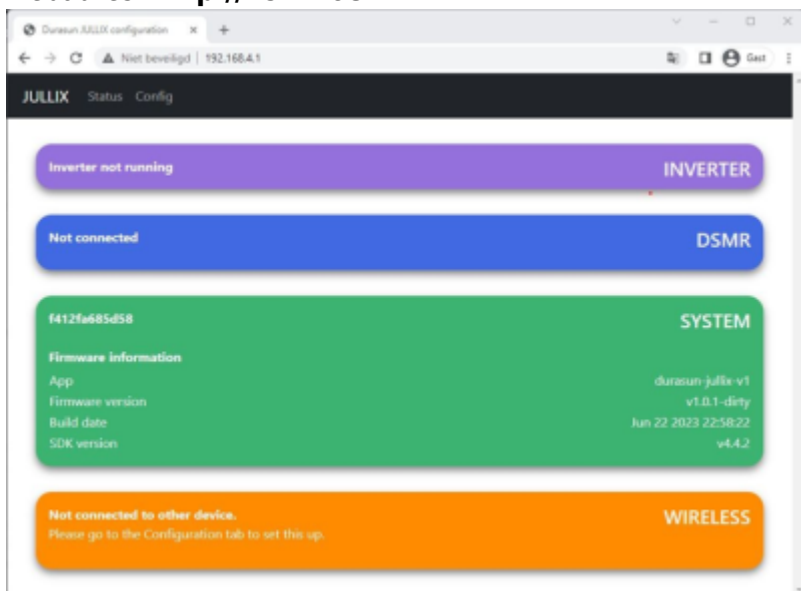 Durasun JULLIX configuration
Niet beveiligd | 192.168.4.1
Gast
JULLIX Status Config
Inverter not running INVERTER
Not connected DSMR
f412fa685d58 SYSTEM
Firmware information
App durasun-jullix-v1
Firmware version v1.0.1-dirty
Build date Jun 22 2023 22:58:22
SDK version v4.4.2
Not connected to other device. WIRELESS
Please go to the Configuration tab to set this up.